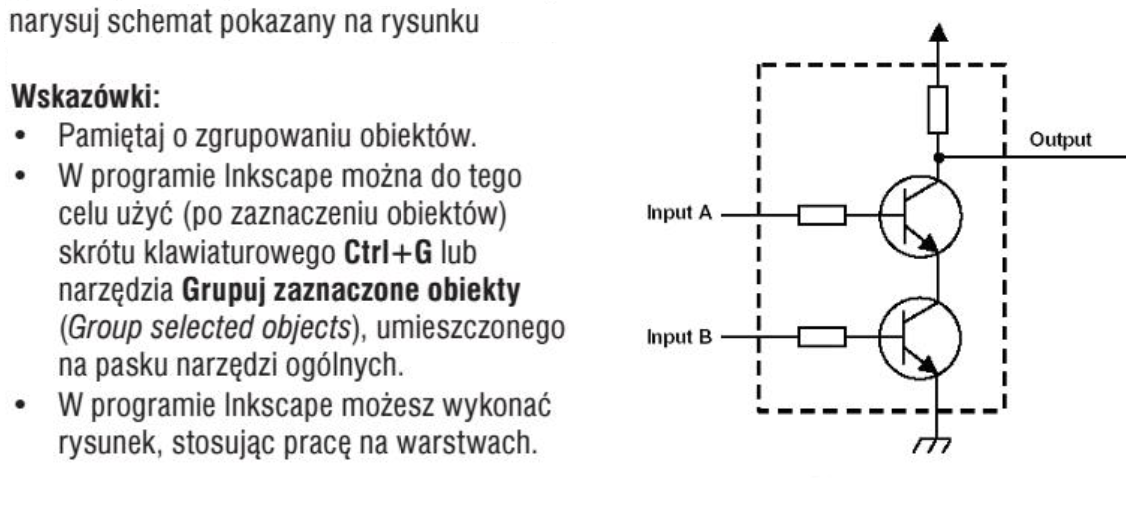 narysuj schemat pokazany na rysunku
Wskazówki:
• Pamiętaj o zgrupowaniu obiektów.
• W programie Inkscape można do tego
celu użyć (po zaznaczeniu obiektów)
skrótu klawiaturowego Ctrl+G lub
narzędzia Grupuj zaznaczone obiekty
(Group selected objects), umieszczonego
na pasku narzędzi ogólnych.
• W programie Inkscape możesz wykonać
rysunek, stosując pracę na warstwach.
Output
Input A
Input B